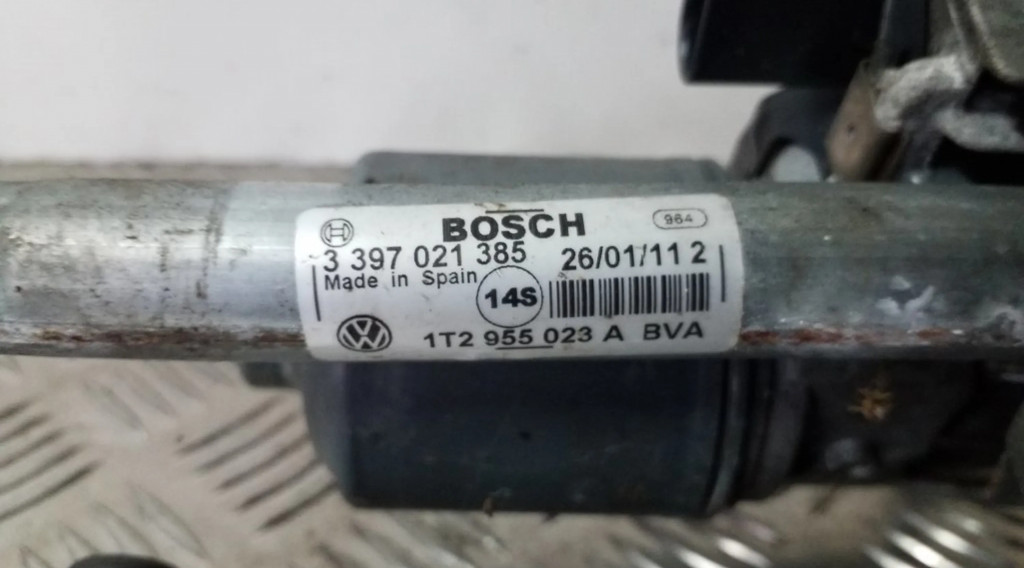 BOSCH 964
3 397 021 385 26/01/11 2
Made in Spain 14S
1T2 955 023 A BVA